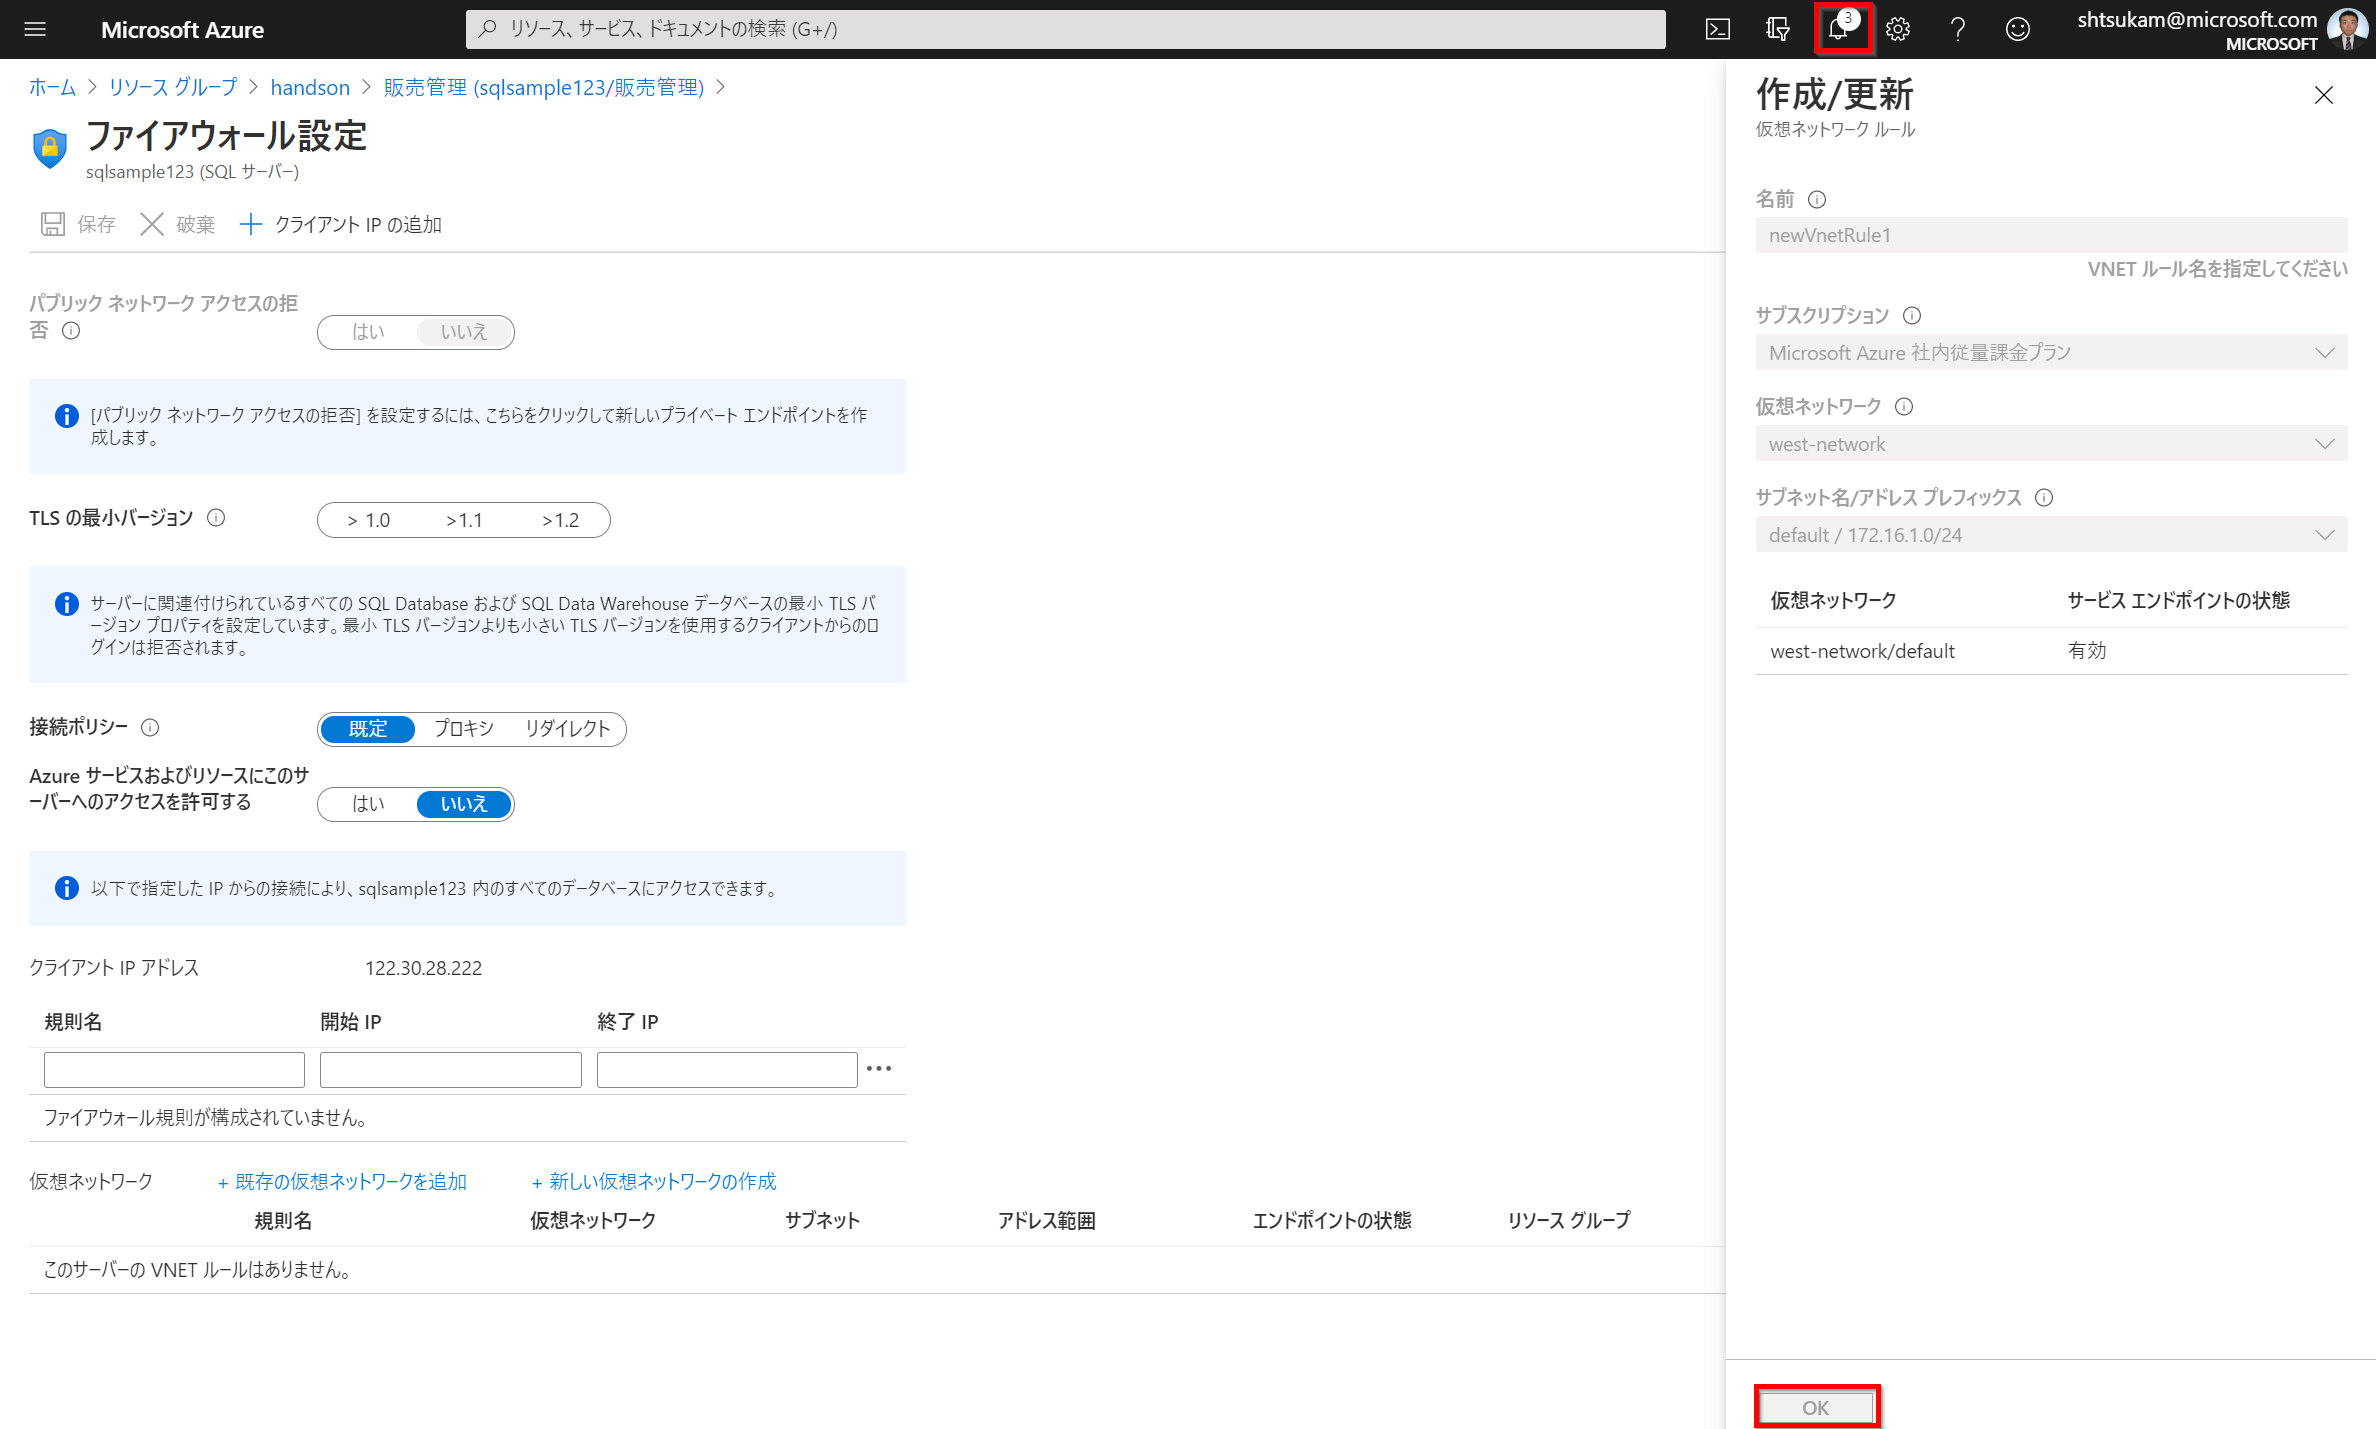 Microsoft Azure
リソース、サービス、ドキュメントの検索 (G+/)
3
shtsukam@microsoft.com
MICROSOFT
ホーム > リソース グループ > handson > 販売管理 (sqlsample123/販売管理) >
ファイアウォール設定
sqlsample123 (SQL サーバー)
保存 破棄 クライアント IP の追加
パブリック ネットワーク アクセスの拒
否
はい いいえ
[パブリック ネットワーク アクセスの拒否] を設定するには、こちらをクリックして新しいプライベート エンドポイントを作
成します。
TLS の最小バージョン
> 1.0 >1.1 >1.2
サーバーに関連付けられているすべての SQL Database および SQL Data Warehouse データベースの最小 TLS バ
ージョン プロパティを設定しています。最小 TLS バージョンよりも小さい TLS バージョンを使用するクライアントからのロ
グインは拒否されます。
接続ポリシー
既定 プロキシ リダイレクト
Azure サービスおよびリソースにこのサ
ーバーへのアクセスを許可する
はい いいえ
以下で指定した IP からの接続により、sqlsample123 内のすべてのデータベースにアクセスできます。
クライアント IP アドレス 122.30.28.222
規則名 開始 IP 終了 IP
ファイアウォール規則が構成されていません。
仮想ネットワーク + 既存の仮想ネットワークを追加 + 新しい仮想ネットワークの作成
規則名 仮想ネットワーク サブネット アドレス範囲 エンドポイントの状態 リソース グループ
このサーバーの VNET ルールはありません。
作成/更新
仮想ネットワーク ルール
名前
newVnetRule1
VNET ルール名を指定してください
サブスクリプション
Microsoft Azure 社内従量課金プラン
仮想ネットワーク
west-network
サブネット名/アドレス プレフィックス
default / 172.16.1.0/24
仮想ネットワーク サービス エンドポイントの状態
west-network/default 有効
OK